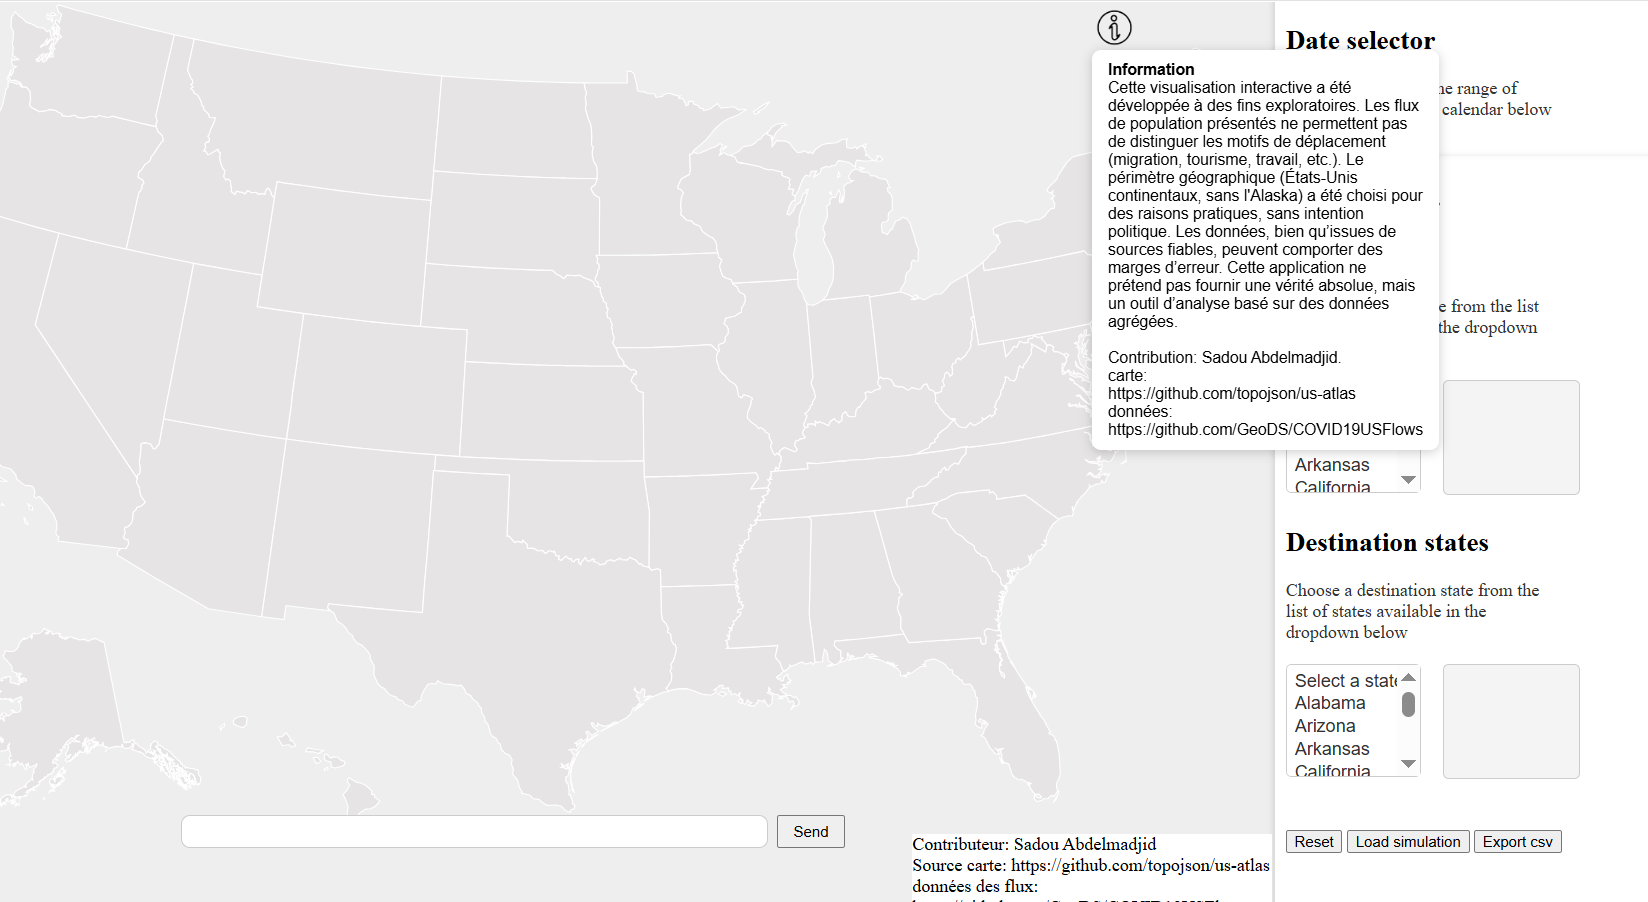 Date selector
Information
Cette visualisation interactive a été
développée à des fins exploratoires. Les flux
de population présentés ne permettent pas
de distinguer les motifs de déplacement
(migration, tourisme, travail, etc.). Le
périmètre géographique (États-Unis
continentaux, sans l'Alaska) a été choisi pour
des raisons pratiques, sans intention
politique. Les données, bien qu’issues de
sources fiables, peuvent comporter des
marges d’erreur. Cette application ne
prétend pas fournir une vérité absolue, mais
un outil d’analyse basé sur des données
agrégées.
Contribution: Sadou Abdelmadjid.
carte:
https://github.com/topojson/us-atlas
données:
https://github.com/GeoDS/COVID19USFlows
range of
calendar below
from the list
the dropdown
Arkansas
California
Destination states
Choose a destination state from the
list of states available in the
dropdown below
Select a state
Alabama
Arizona
Arkansas
California
Send
Reset
Load simulation
Export csv
Contributeur: Sadou Abdelmadjid
Source carte: https://github.com/topojson/us-atlas
données des flux: